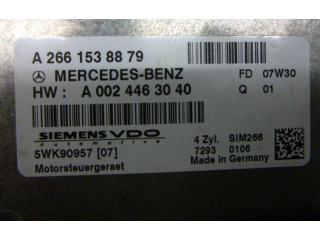 A 266 153 88 79
MERCEDES-BENZ FD 07W30
HW : A 002 446 30 40 Q 01
SIEMENS VDO
Automotive
4 Zyl. SIM266
5WK90957 [07] 7293 0106
Motorsteuergeraet Made in Germany